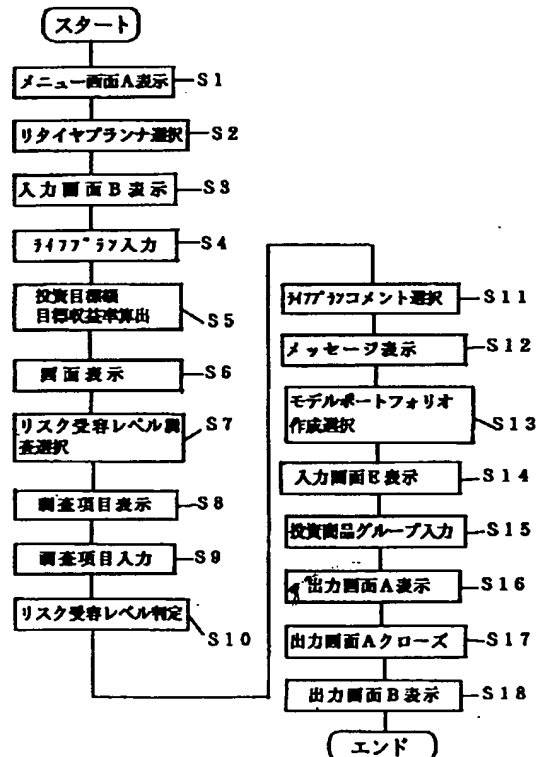 スタート
メニュー画面A表示
S1
リタイヤプランナ選択
S2
入力画面B表示
S3
ﾗｲﾌﾌﾟﾗﾝ入力
S4
投資目標額
目標収益率算出
S5
画面表示
S6
リスク受容レベル調
査選択
S7
調査項目表示
S8
調査項目入力
S9
リスク受容レベル判定
S10
ﾗｲﾌﾌﾟﾗﾝコメント選択
S11
メッセージ表示
S12
モデルポートフォリオ
作成選択
S13
入力画面E表示
S14
投資商品グループ入力
S15
出力画面A表示
S16
出力画面Aクローズ
S17
出力画面B表示
S18
エンド